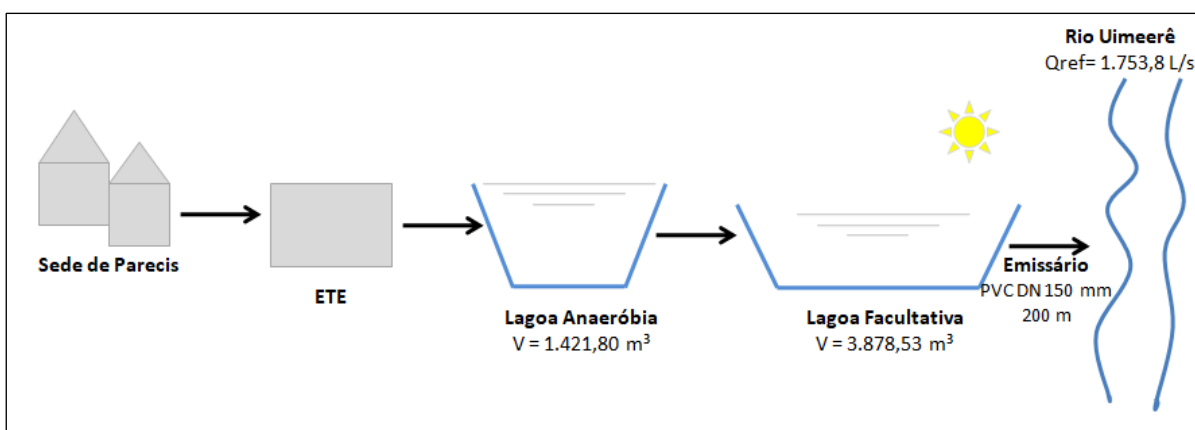 Rio Uimeerê
Qref= 1.753,8 L/s
Sede de Parecis
ETE
Lagoa Anaeróbia
V = 1.421,80 m³
Lagoa Facultativa
V = 3.878,53 m³
Emissário
PVC DN 150 mm
200 m